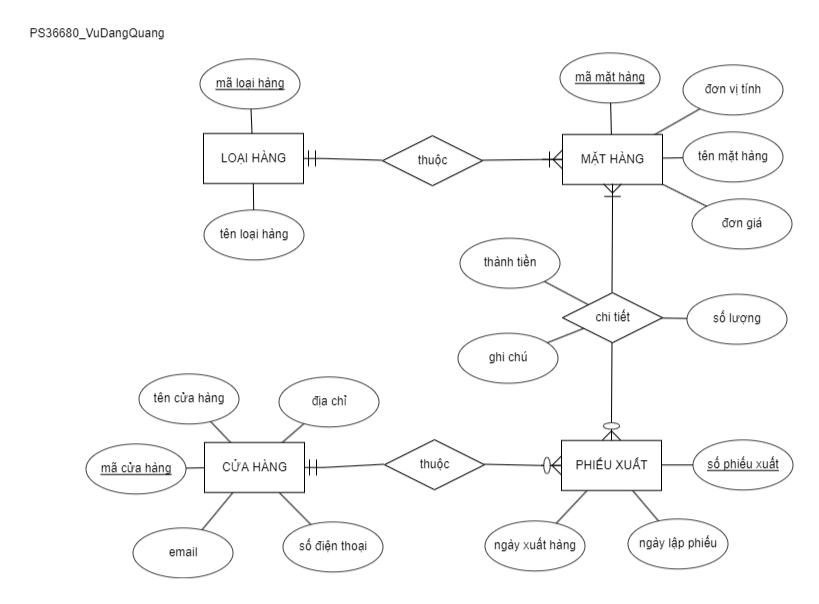 PS36680_VuDangQuang
mã loại hàng
mã mặt hàng
đơn vị tính
LOẠI HÀNG
thuộc
MẶT HÀNG
tên mặt hàng
tên loại hàng
đơn giá
thành tiền
chi tiết
số lượng
ghi chú
tên cửa hàng
địa chỉ
mã cửa hàng
CỬA HÀNG
thuộc
PHIẾU XUẤT
số phiếu xuất
email
số điện thoại
ngày xuất hàng
ngày lập phiếu